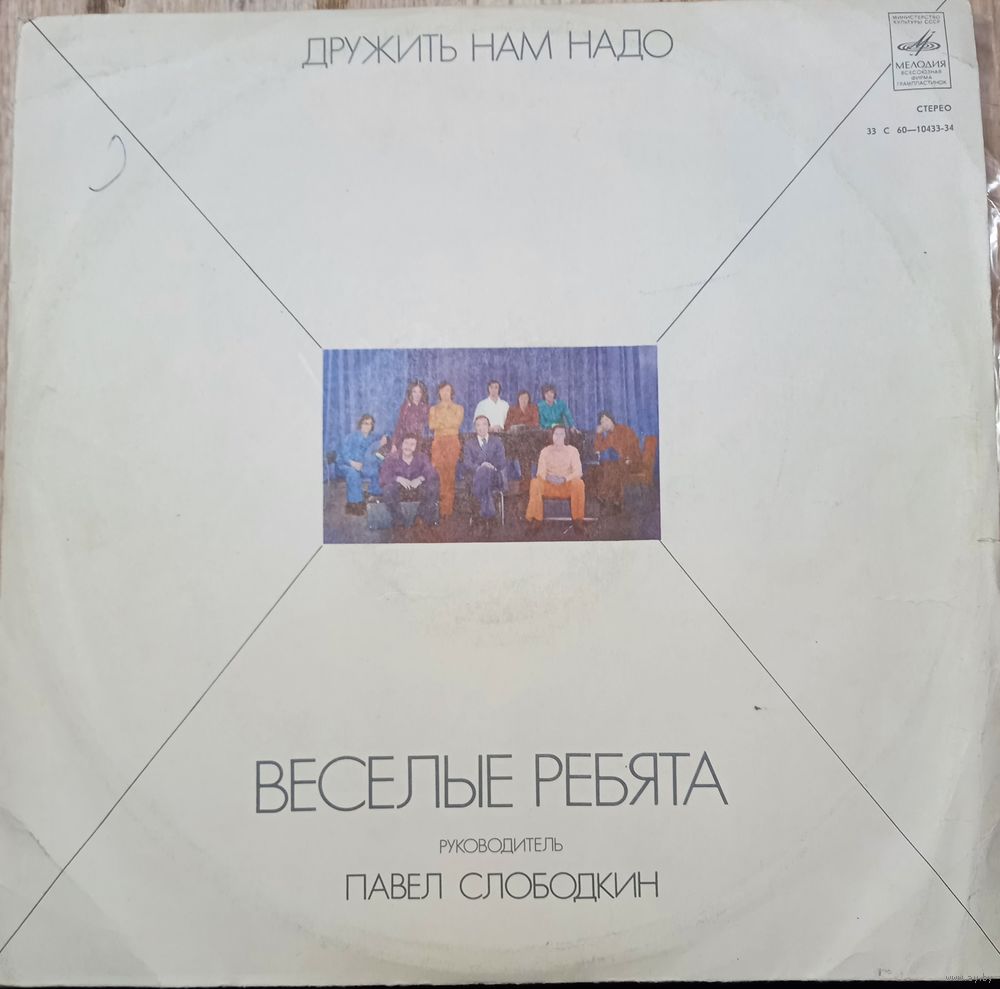 ДРУЖИТЬ НАМ НАДО
МИНИСТЕРСТВО
КУЛЬТУРЫ СССР
МЕЛОДИЯ
ВСЕСОЮЗНАЯ
ФИРМА
ГРАМПЛАСТИНОК
СТЕРЕО
33 С 60—10433-34
ВЕСЕЛЫЕ РЕБЯТА
РУКОВОДИТЕЛЬ
ПАВЕЛ СЛОБОДКИН